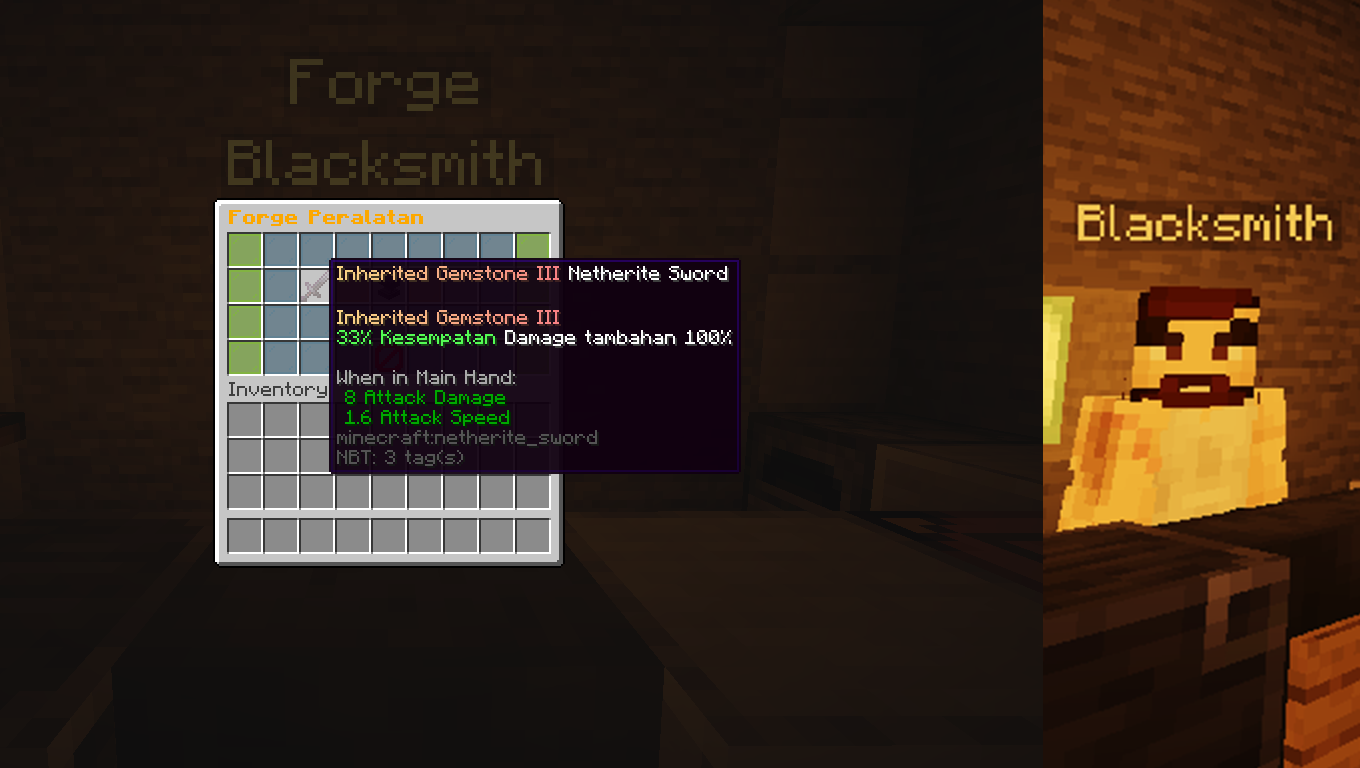 Forge
Blacksmith
Forge Peralatan
Inherited Gemstone III Netherite Sword
Inherited Gemstone III
33% Kesempatan Damage tambahan 100%
When in Main Hand:
8 Attack Damage
1.6 Attack Speed
minecraft:netherite_sword
NBT: 3 tag(s)
Inventory
Blacksmith